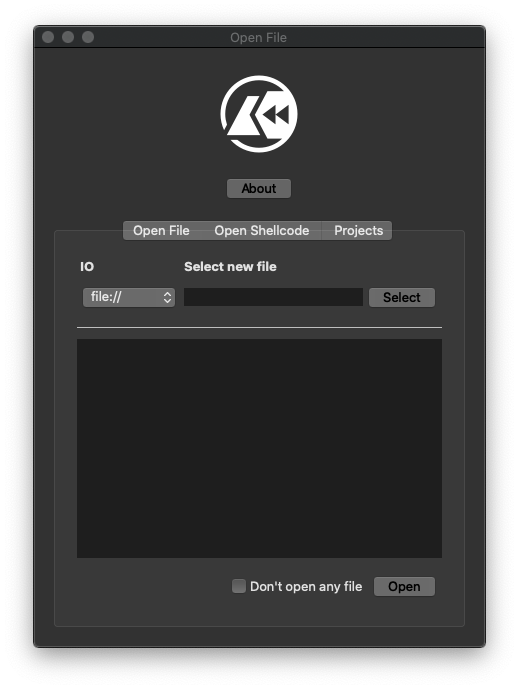 Open File
About
Open File Open Shellcode Projects
IO Select new file
file:// Select
Don't open any file Open